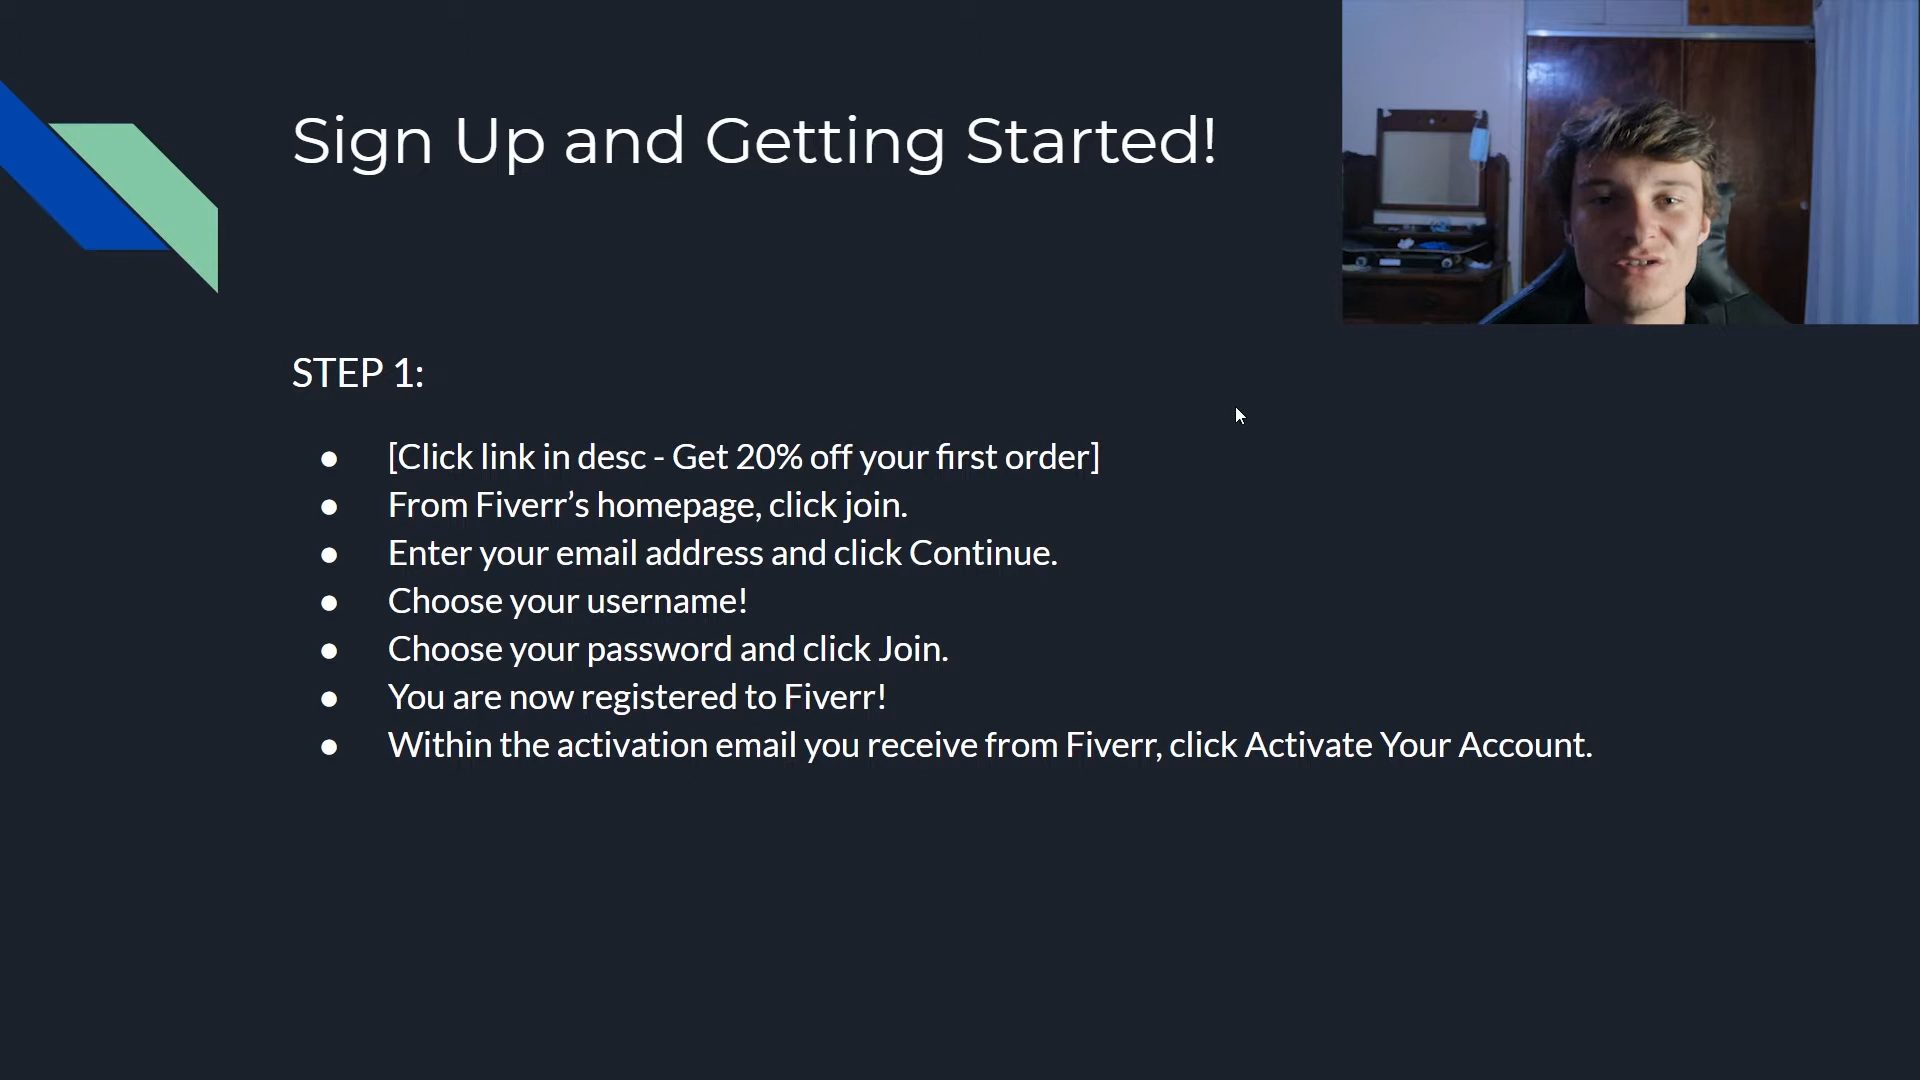 Sign Up and Getting Started!
STEP 1:
● [Click link in desc - Get 20% off your first order]
● From Fiverr’s homepage, click join.
● Enter your email address and click Continue.
● Choose your username!
● Choose your password and click Join.
● You are now registered to Fiverr!
● Within the activation email you receive from Fiverr, click Activate Your Account.